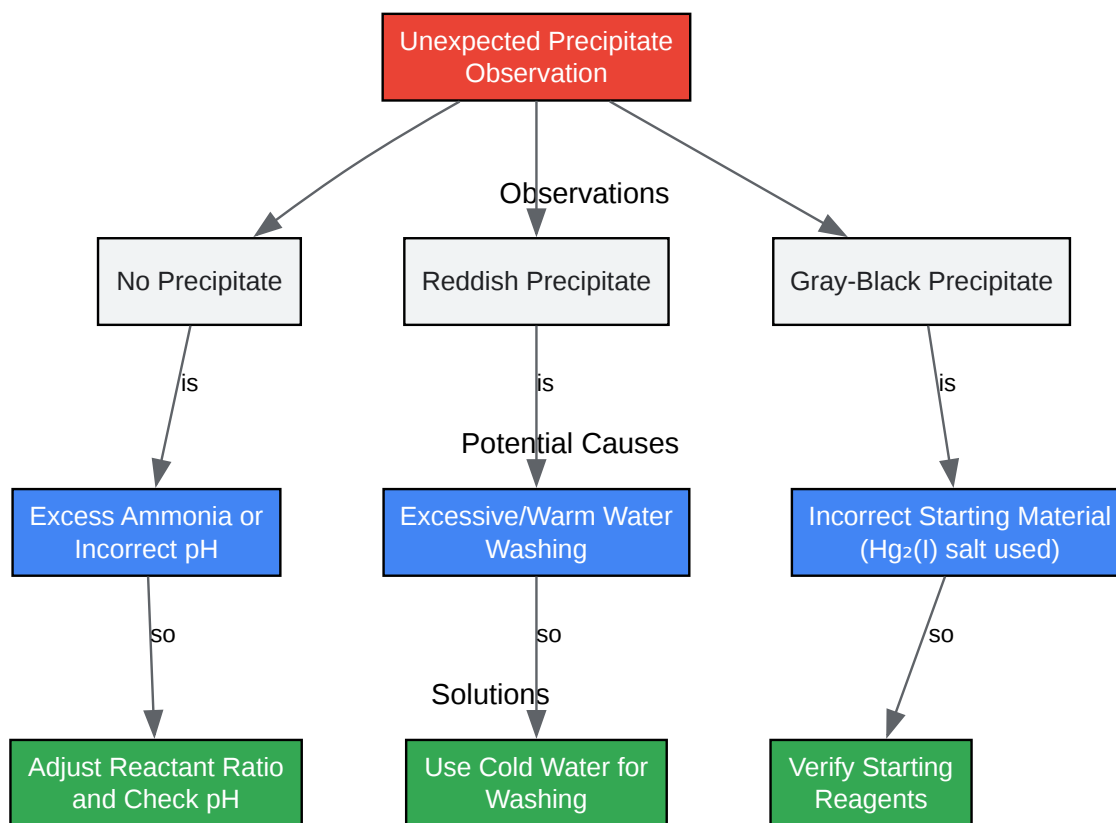 Unexpected Precipitate
Observation
Observations
No Precipitate
Reddish Precipitate
Gray-Black Precipitate
is
is
is
Potential Causes
Excess Ammonia or
Incorrect pH
Excessive/Warm Water
Washing
Incorrect Starting Material
(Hg₂(I) salt used)
so
so
so
Solutions
Adjust Reactant Ratio
and Check pH
Use Cold Water for
Washing
Verify Starting
Reagents